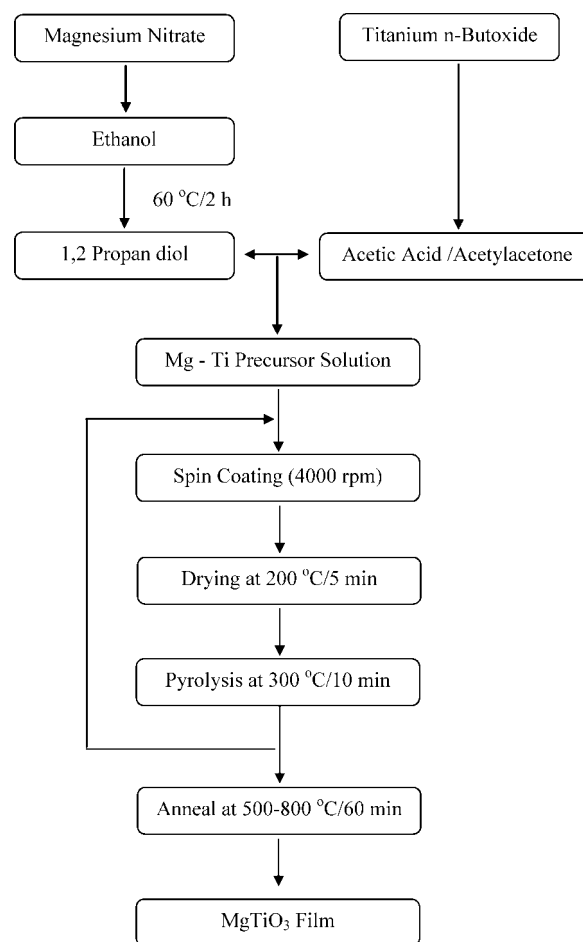 Magnesium Nitrate
Titanium n-Butoxide
Ethanol
60 °C/2 h
1,2 Propan diol
Acetic Acid /Acetylacetone
Mg - Ti Precursor Solution
Spin Coating (4000 rpm)
Drying at 200 °C/5 min
Pyrolysis at 300 °C/10 min
Anneal at 500-800 °C/60 min
MgTiO₃ Film